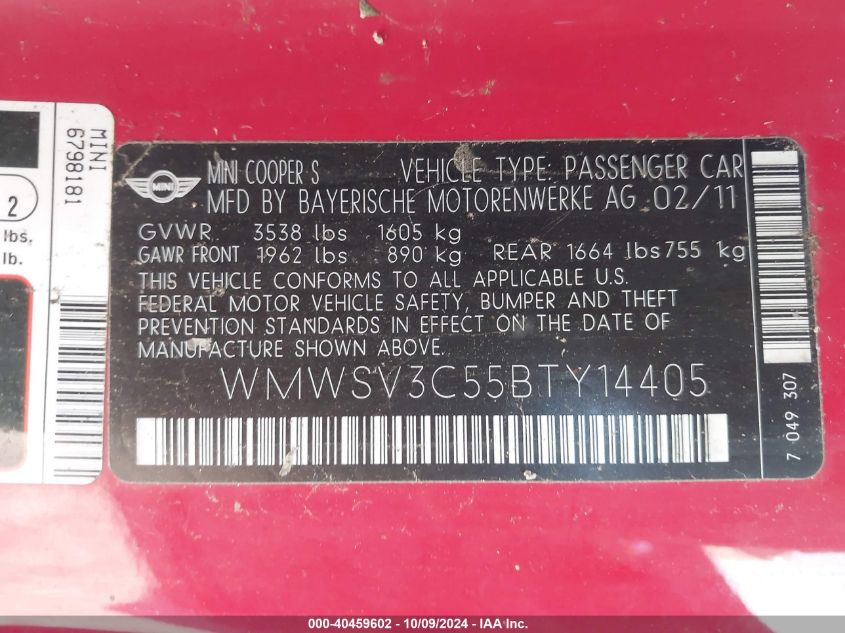 MINI
6798181
2
lbs.
lb.
MINI
MINI COOPER S VEHICLE TYPE: PASSENGER CAR
MFD BY BAYERISCHE MOTORENWERKE AG 02/11
GVWR 3538 lbs 1605 kg
GAWR FRONT 1962 lbs 890 kg REAR 1664 lbs 755 kg
THIS VEHICLE CONFORMS TO ALL APPLICABLE U.S.
FEDERAL MOTOR VEHICLE SAFETY, BUMPER AND THEFT
PREVENTION STANDARDS IN EFFECT ON THE DATE OF
MANUFACTURE SHOWN ABOVE.
WMWSV3C55BTY14405
7 049 307
000-40459602 - 10/09/2024 - IAA Inc.